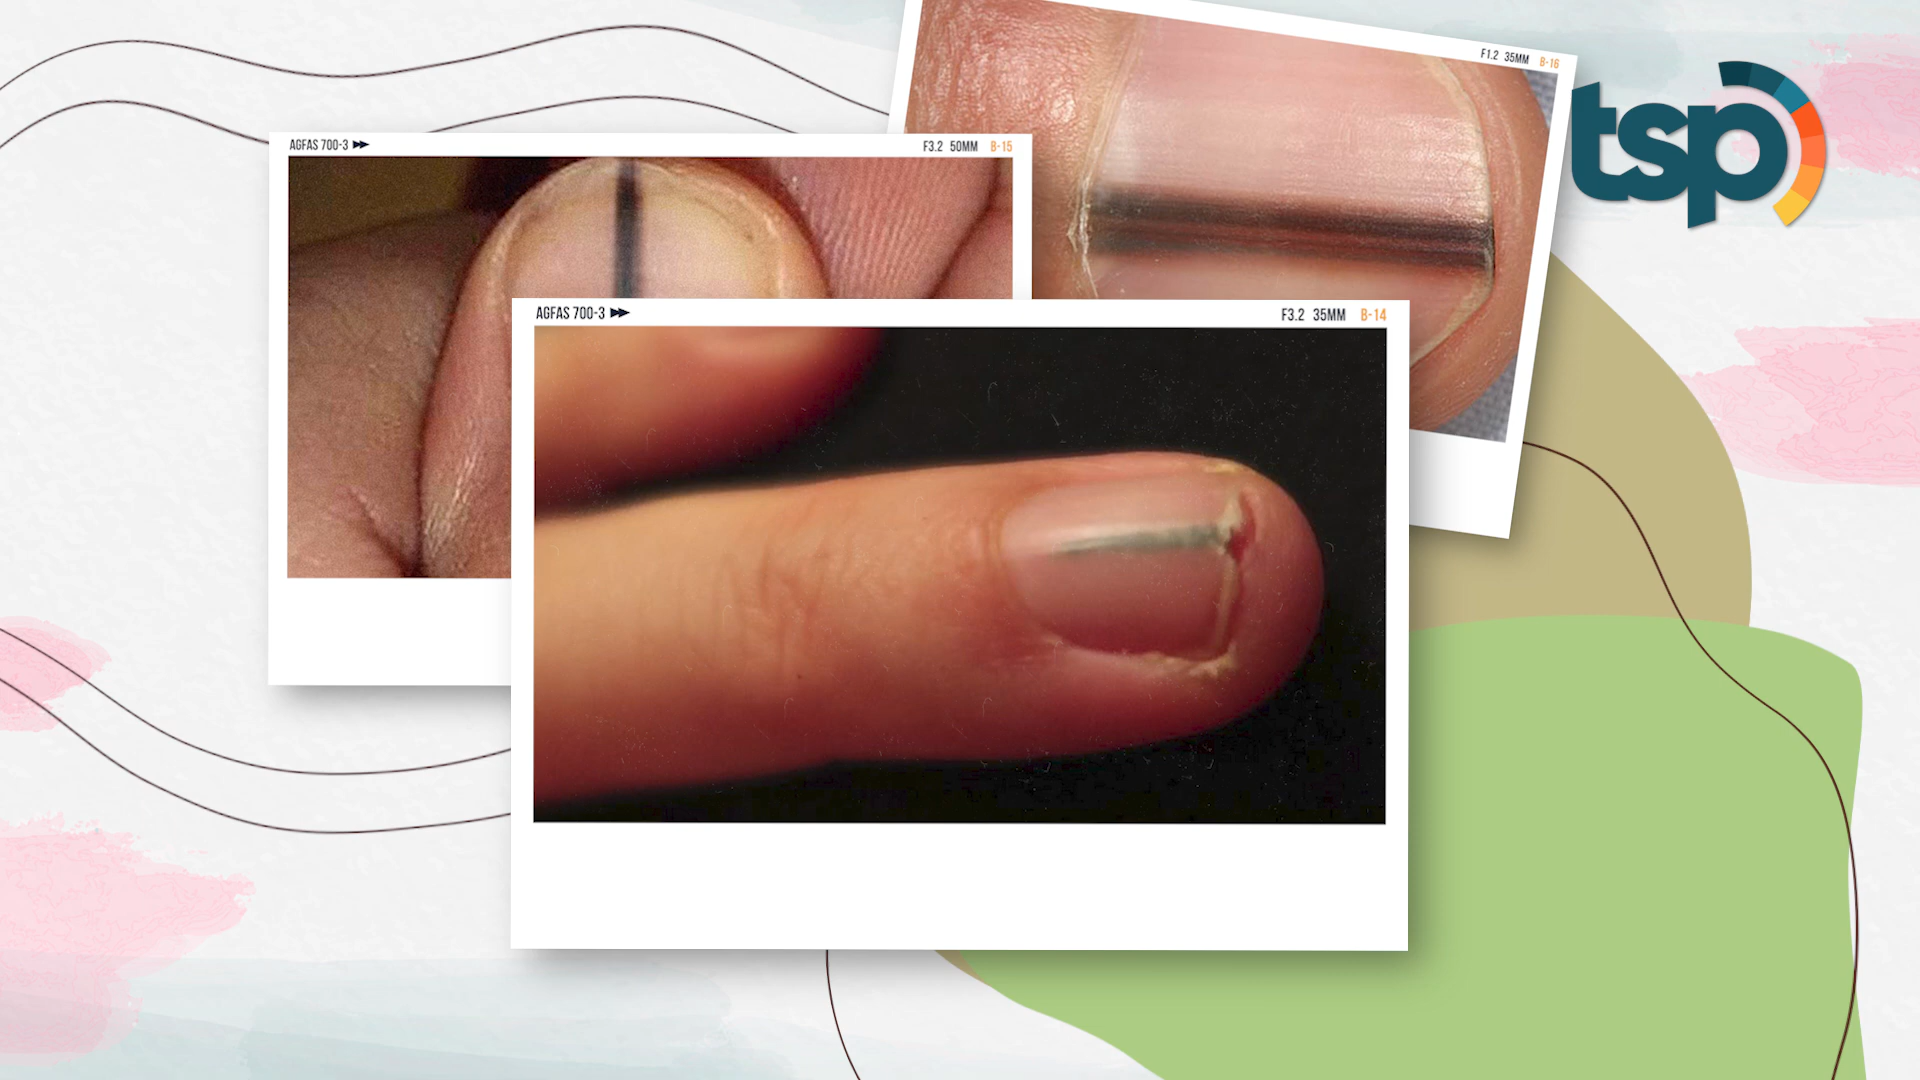 F1.2 35MM B-16
tsp
AGFAS 700-3 F3.2 50MM B-15
AGFAS 700-3 F3.2 35MM B-14